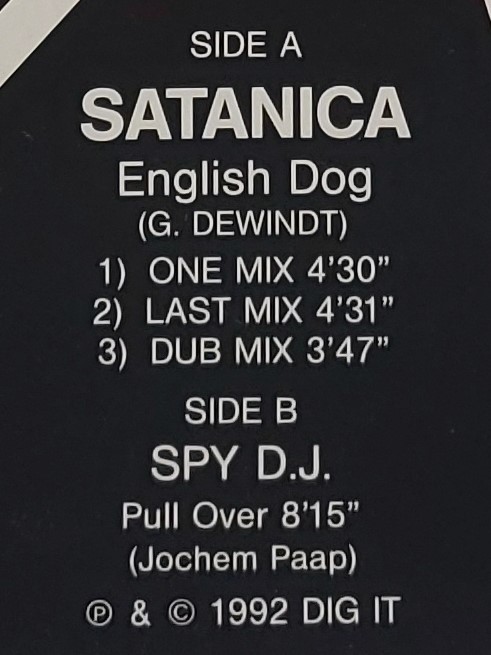 SIDE A
SATANICA
English Dog
(G. DEWINDT)
1) ONE MIX 4'30”
2) LAST MIX 4'31”
3) DUB MIX 3'47”
SIDE B
SPY D.J.
Pull Over 8'15”
(Jochem Paap)
℗ & © 1992 DIG IT